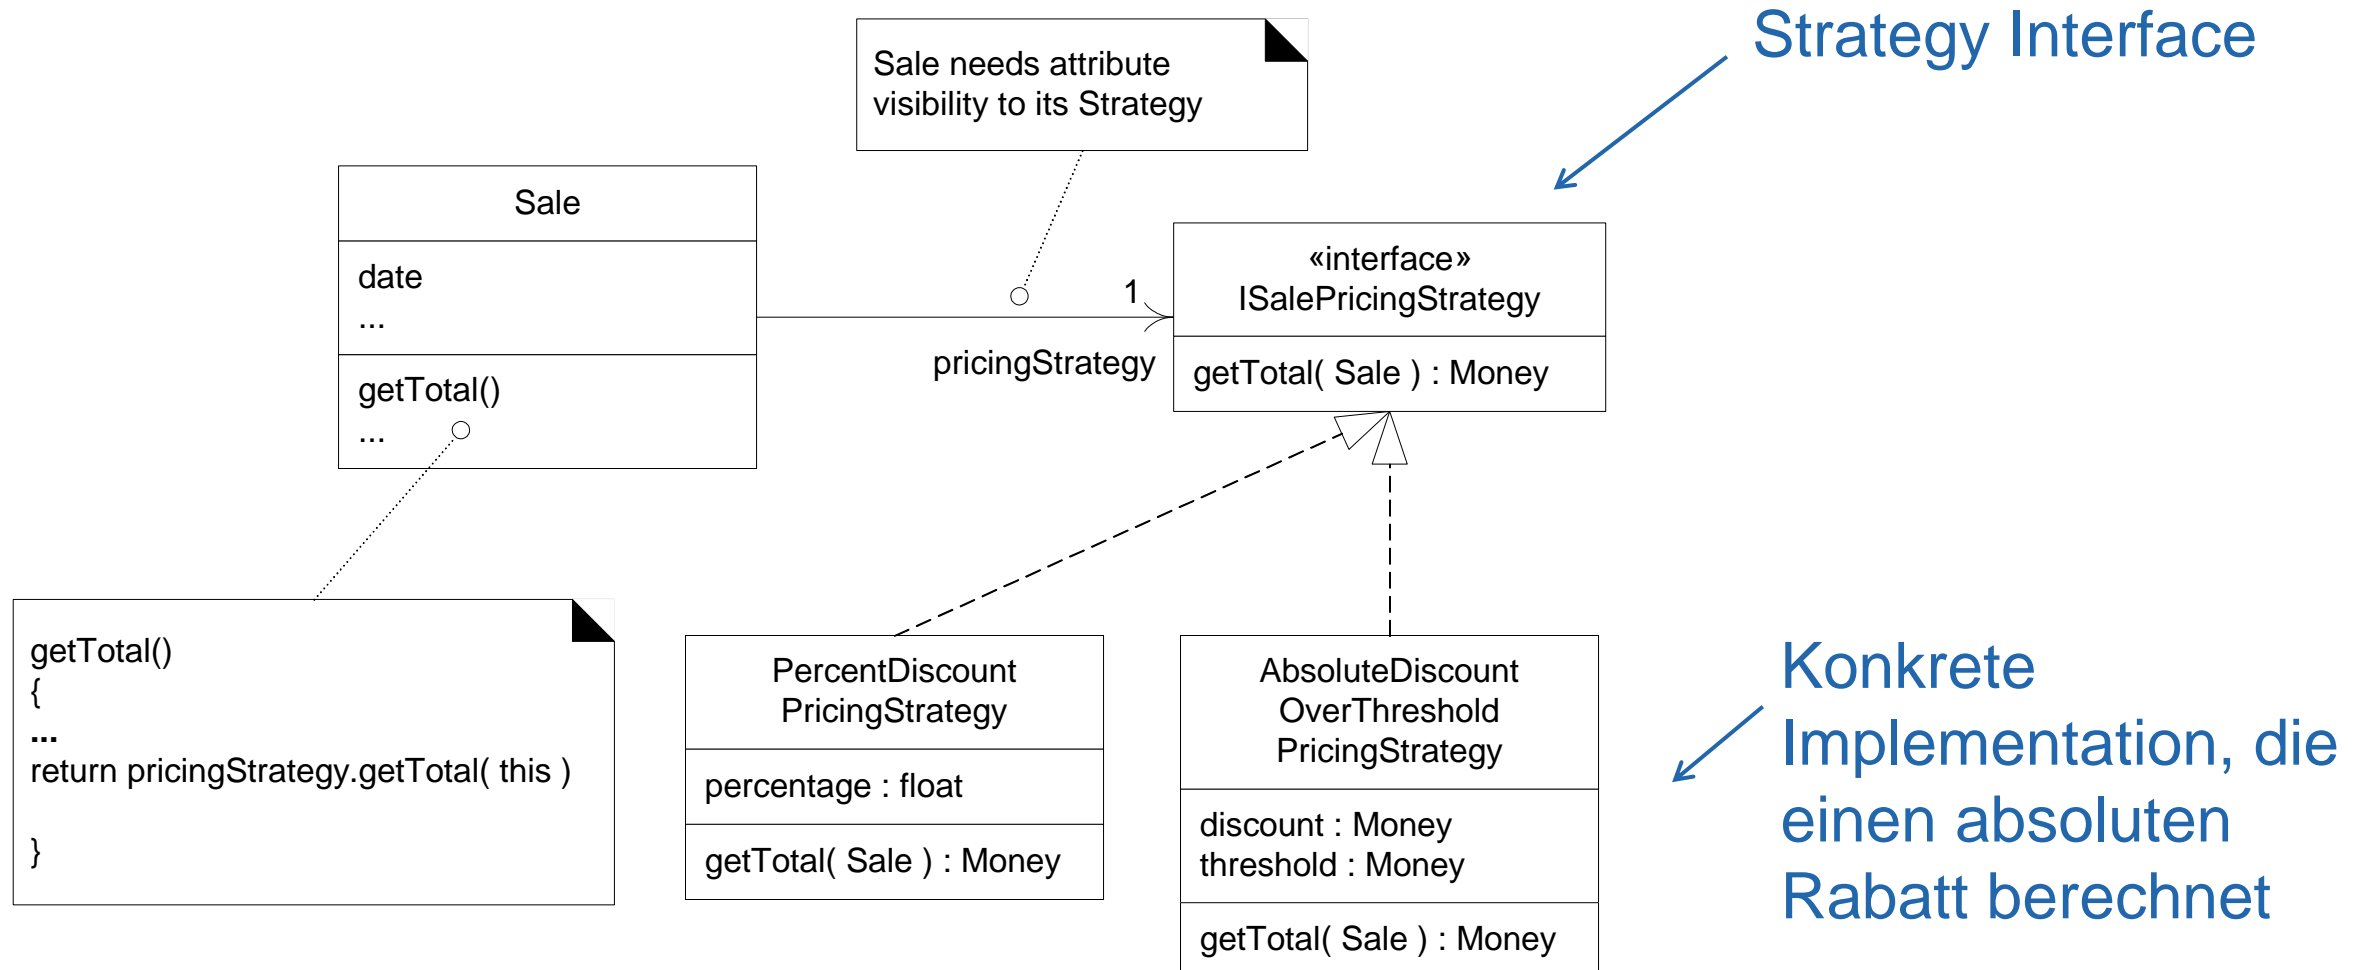 Strategy Interface
Sale needs attribute
visibility to its Strategy
Sale
date
...
getTotal()
...
1
pricingStrategy
«interface»
ISalePricingStrategy
getTotal( Sale ) : Money
getTotal()
{
...
return pricingStrategy.getTotal( this )
}
PercentDiscount
PricingStrategy
percentage : float
getTotal( Sale ) : Money
AbsoluteDiscount
OverThreshold
PricingStrategy
discount : Money
threshold : Money
getTotal( Sale ) : Money
Konkrete
Implementation, die
einen absoluten
Rabatt berechnet